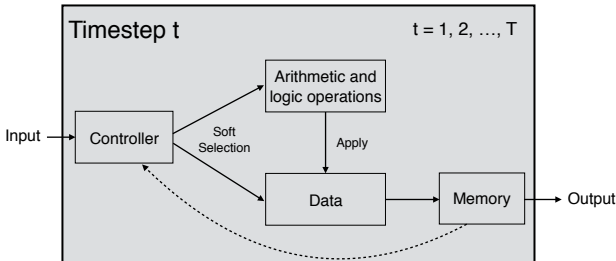 Timestep t
t = 1, 2, ..., T
Arithmetic and
logic operations
Input
Controller
Soft
Selection
Apply
Data
Memory
Output